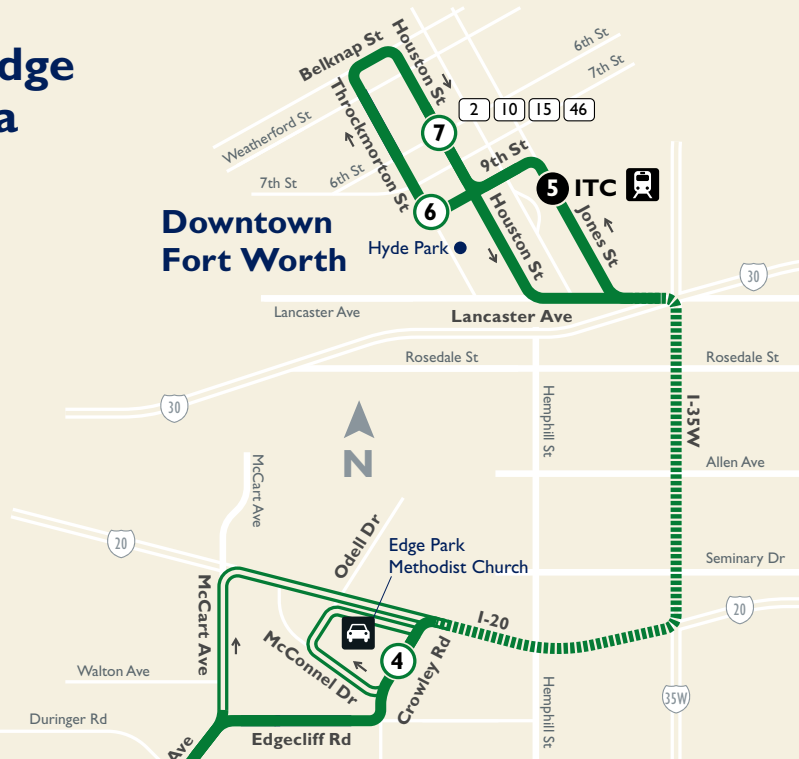 dge
a
Belknap St
Houston St
6th St
7th St
2
10
15
46
Throckmorton St
Weatherford St
7
9th St
7th St
6th St
5
ITC
6
Downtown
Fort Worth
Hyde Park
Houston St
Jones St
30
Lancaster Ave
Lancaster Ave
Rosedale St
Rosedale St
30
Hemphill St
I-35W
N
McCart Ave
Allen Ave
20
Odell Dr
Edge Park
Methodist Church
Seminary Dr
McCart Ave
I-20
20
McConnel Dr
4
Crowley Rd
Walton Ave
Hemphill St
35W
Duringer Rd
Edgecliff Rd
Ave